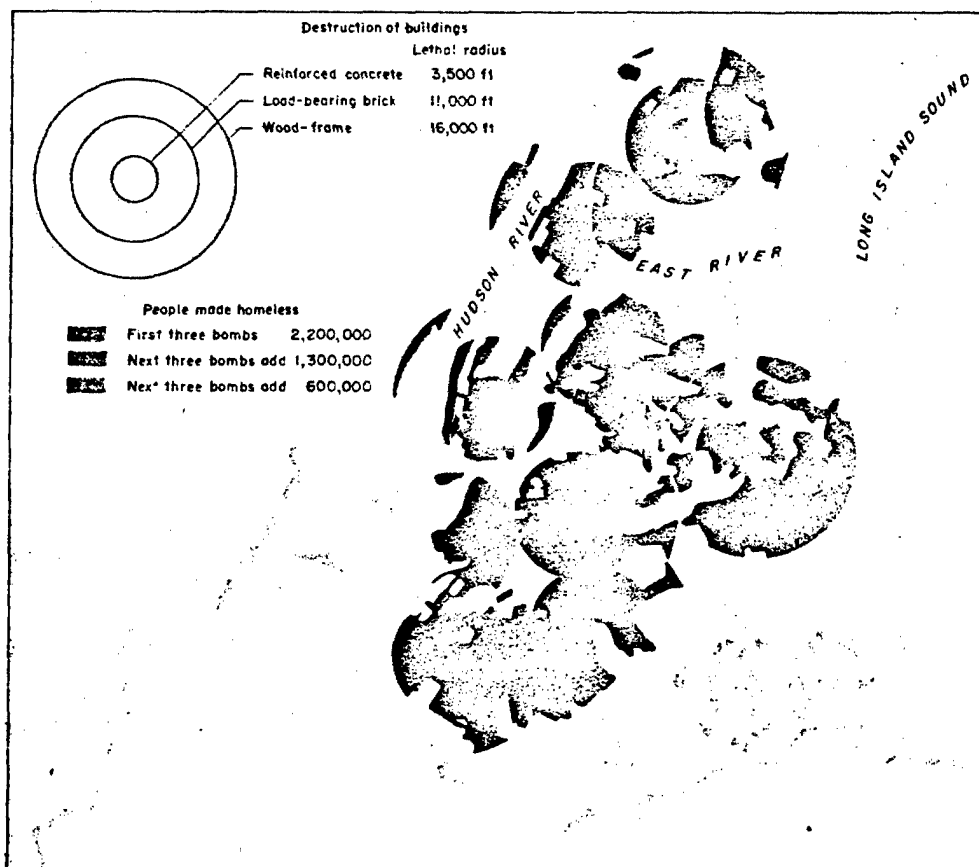 Destruction of buildings
Lethal radius
Reinforced concrete 3,500 ft
Load-bearing brick 11,000 ft
Wood-frame 16,000 ft
People made homeless
First three bombs 2,200,000
Next three bombs add 1,300,000
Next three bombs add 600,000
HUDSON RIVER
EAST RIVER
LONG ISLAND SOUND